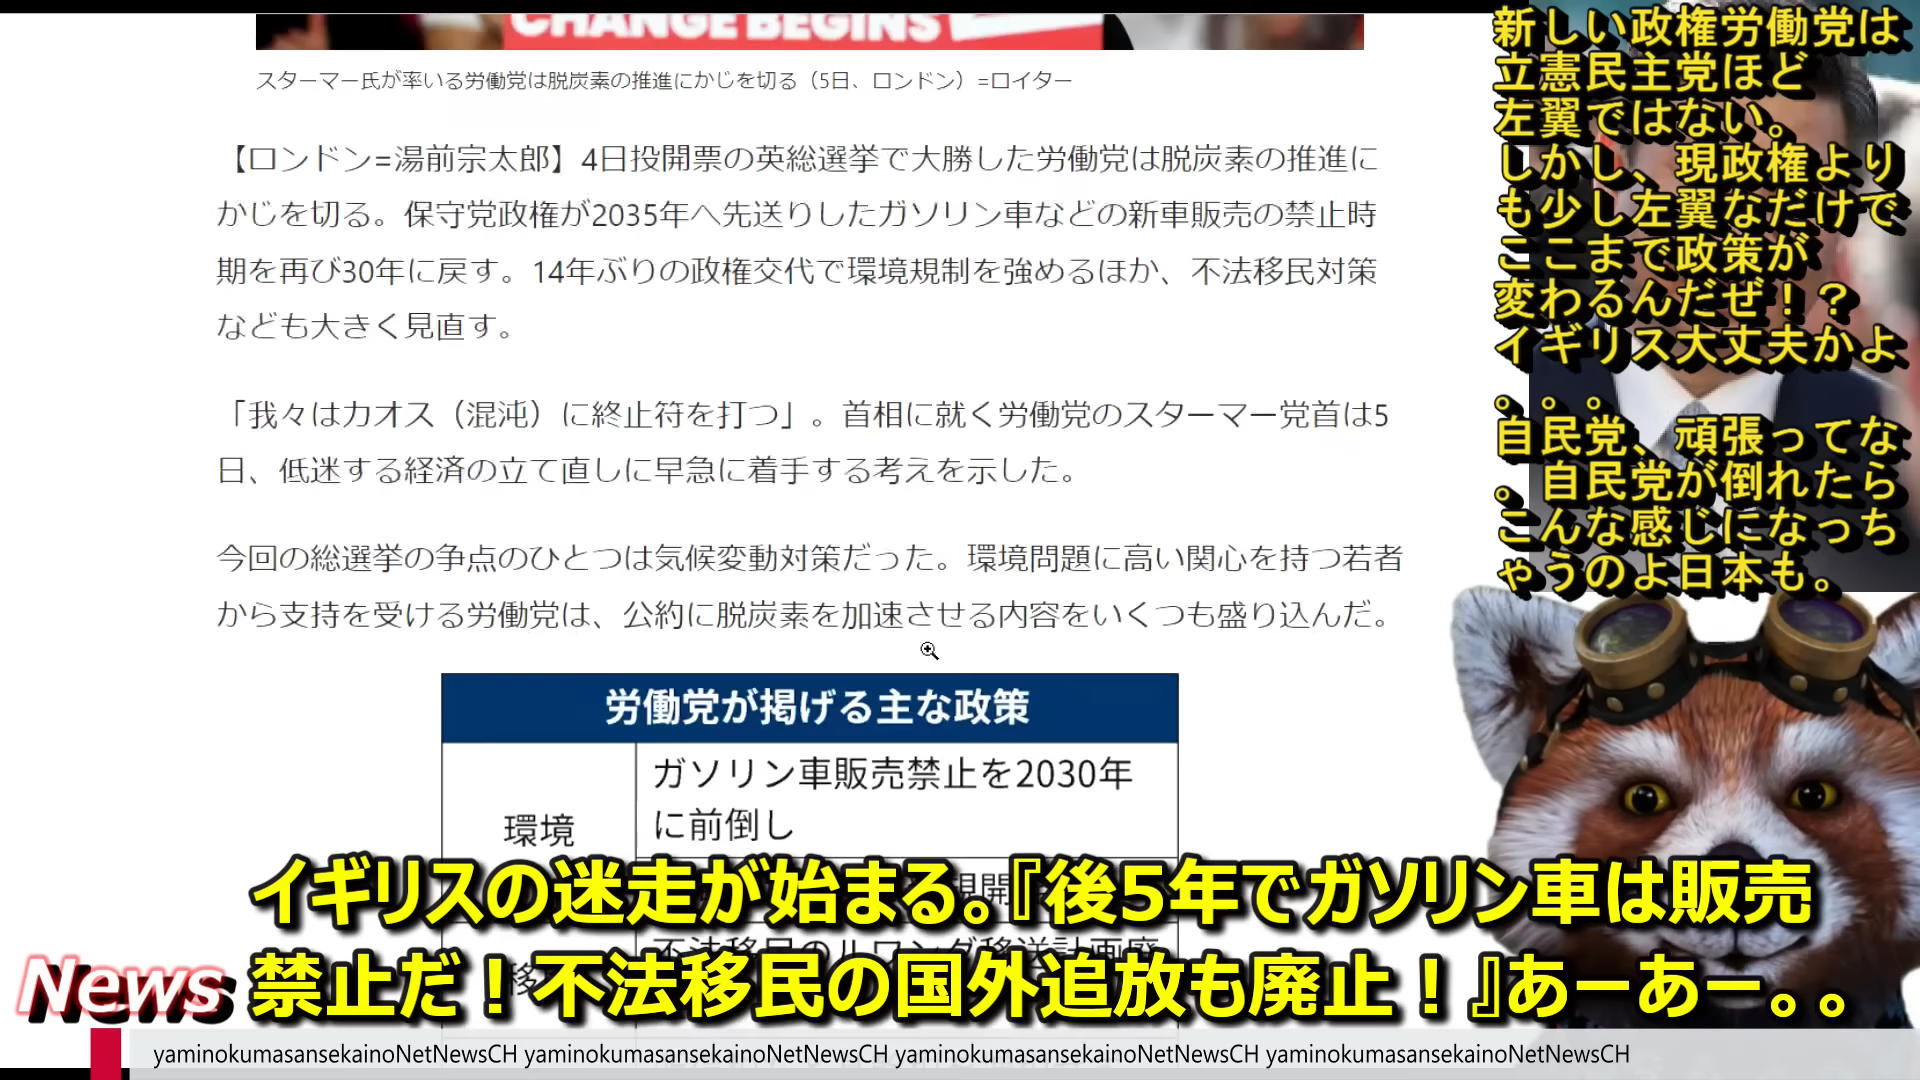 CHANGE BEGINS
スターマー氏が率いる労働党は脱炭素の推進にかじを切る（5日、ロンドン）=ロイター
【ロンドン=湯前宗太郎】4日投開票の英総選挙で大勝した労働党は脱炭素の推進に
かじを切る。保守党政権が2035年へ先送りしたガソリン車などの新車販売の禁止時
期を再び30年に戻す。14年ぶりの政権交代で環境規制を強めるほか、不法移民対策
なども大きく見直す。
「我々はカオス（混沌）に終止符を打つ」。首相に就く労働党のスターマー党首は5
日、低迷する経済の立て直しに早急に着手する考えを示した。
今回の総選挙の争点のひとつは気候変動対策だった。環境問題に高い関心を持つ若者
から支持を受ける労働党は、公約に脱炭素を加速させる内容をいくつも盛り込んだ。
労働党が掲げる主な政策
環境
ガソリン車販売禁止を2030年
に前倒し
不法移民のルワンダ移送計画廃
新しい政権労働党は
立憲民主党ほど
左翼ではない。
しかし、現政権より
も少し左翼なだけで
ここまで政策が
変わるんだぜ！？
イギリス大丈夫かよ
。。。
自民党、頑張ってな
。自民党が倒れたら
こんな感じになっち
ゃうのよ日本も。
イギリスの迷走が始まる。『後5年でガソリン車は販売
禁止だ！不法移民の国外追放も廃止！』あーあー。。
News
yaminokumasansekainoNetNewsCH yaminokumasansekainoNetNewsCH yaminokumasansekainoNetNewsCH yaminokumasansekainoNetNewsCH